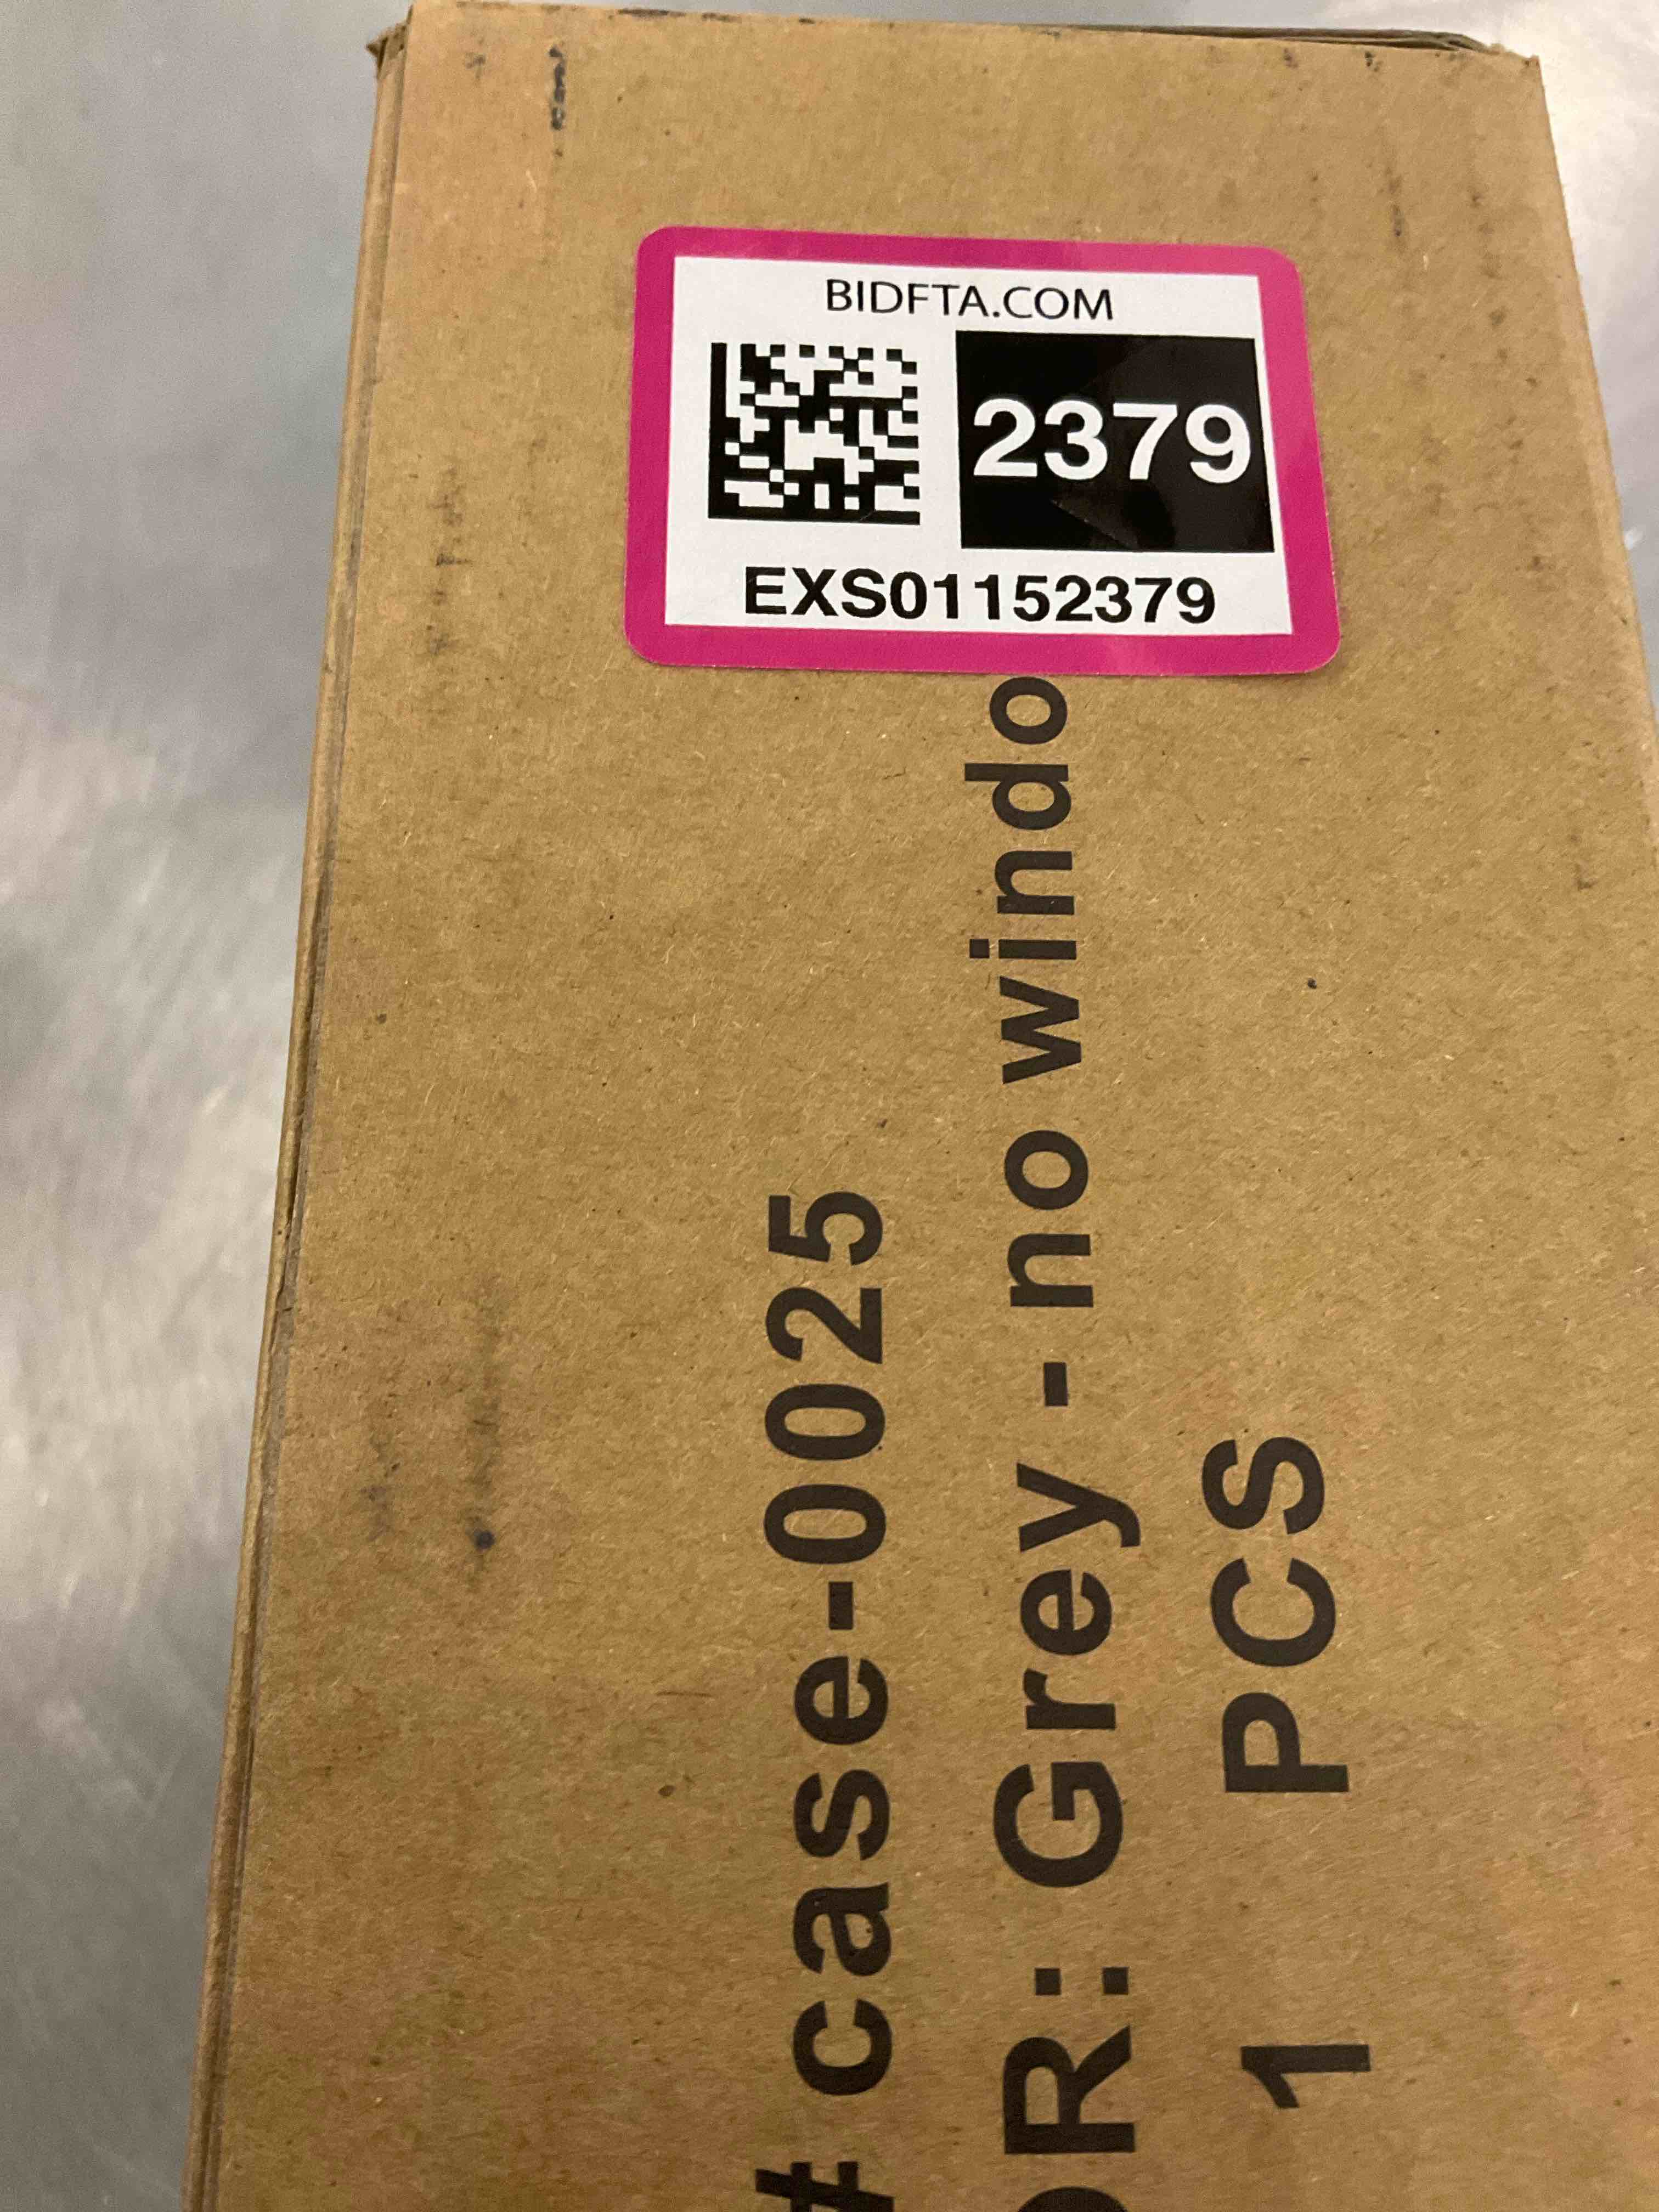 BIDFTA.COM
2379
EXS01152379
# case-0025
OR: Grey - no windo
1 PCS